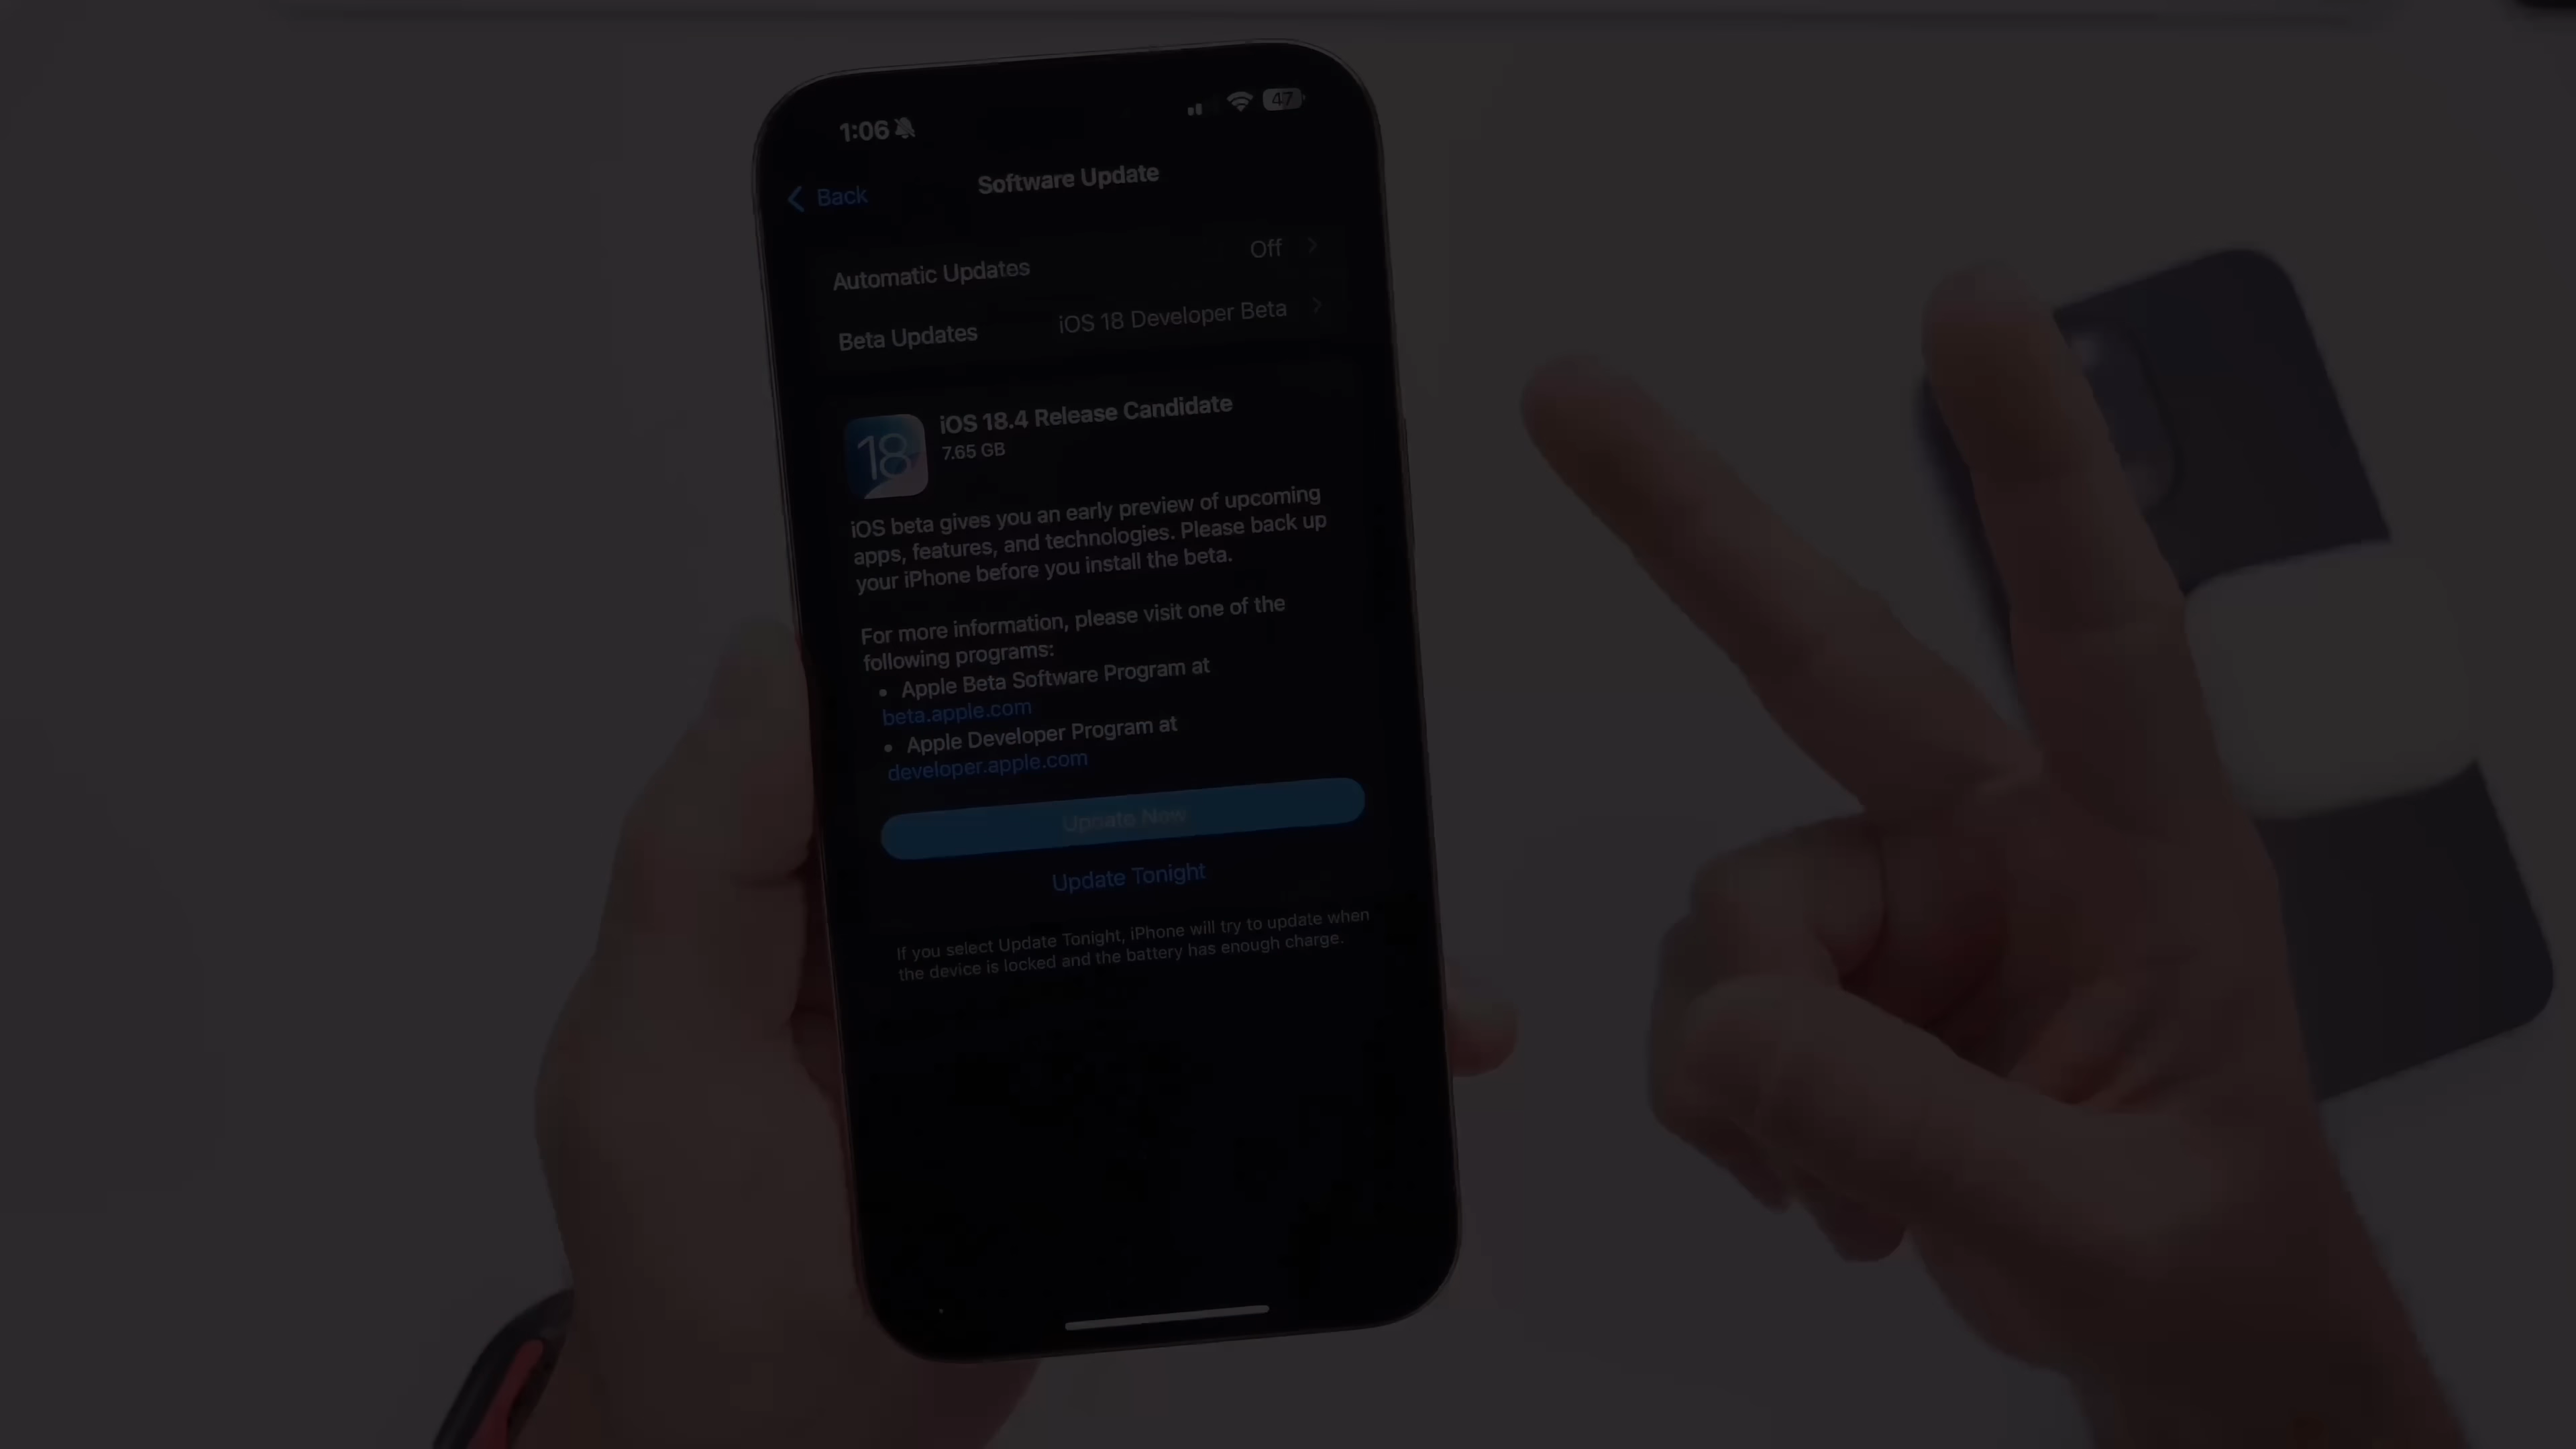 1:06
47
Back
Software Update
Automatic Updates
Off
Beta Updates
iOS 18 Developer Beta
18
iOS 18.4 Release Candidate
7.65 GB
iOS beta gives you an early preview of upcoming
apps, features, and technologies. Please back up
your iPhone before you install the beta.
For more information, please visit one of the
following programs:
• Apple Beta Software Program at
beta.apple.com
• Apple Developer Program at
developer.apple.com
Update Now
Update Tonight
If you select Update Tonight, iPhone will try to update when
the device is locked and the battery has enough charge.